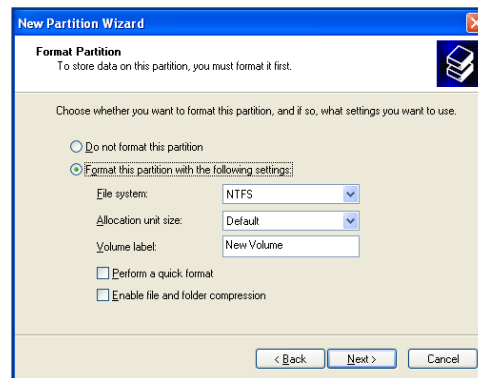 New Partition Wizard
Format Partition
To store data on this partition, you must format it first.
Choose whether you want to format this partition, and if so, what settings you want to use.
Do not format this partition
Format this partition with the following settings:
File system: NTFS
Allocation unit size: Default
Volume label: New Volume
Perform a quick format
Enable file and folder compression
< Back Next > Cancel